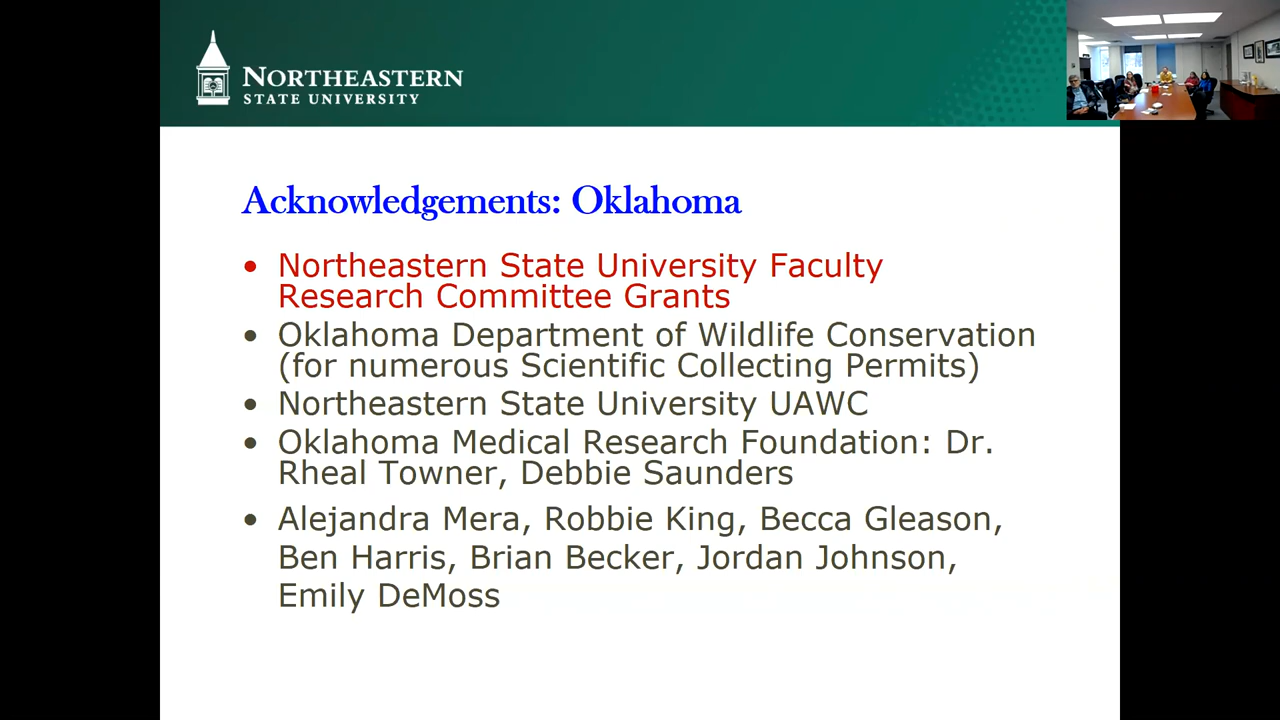 NORTHEASTERN
STATE UNIVERSITY
Acknowledgements: Oklahoma
• Northeastern State University Faculty
Research Committee Grants
• Oklahoma Department of Wildlife Conservation
(for numerous Scientific Collecting Permits)
• Northeastern State University UAWC
• Oklahoma Medical Research Foundation: Dr.
Rheal Towner, Debbie Saunders
• Alejandra Mera, Robbie King, Becca Gleason,
Ben Harris, Brian Becker, Jordan Johnson,
Emily DeMoss